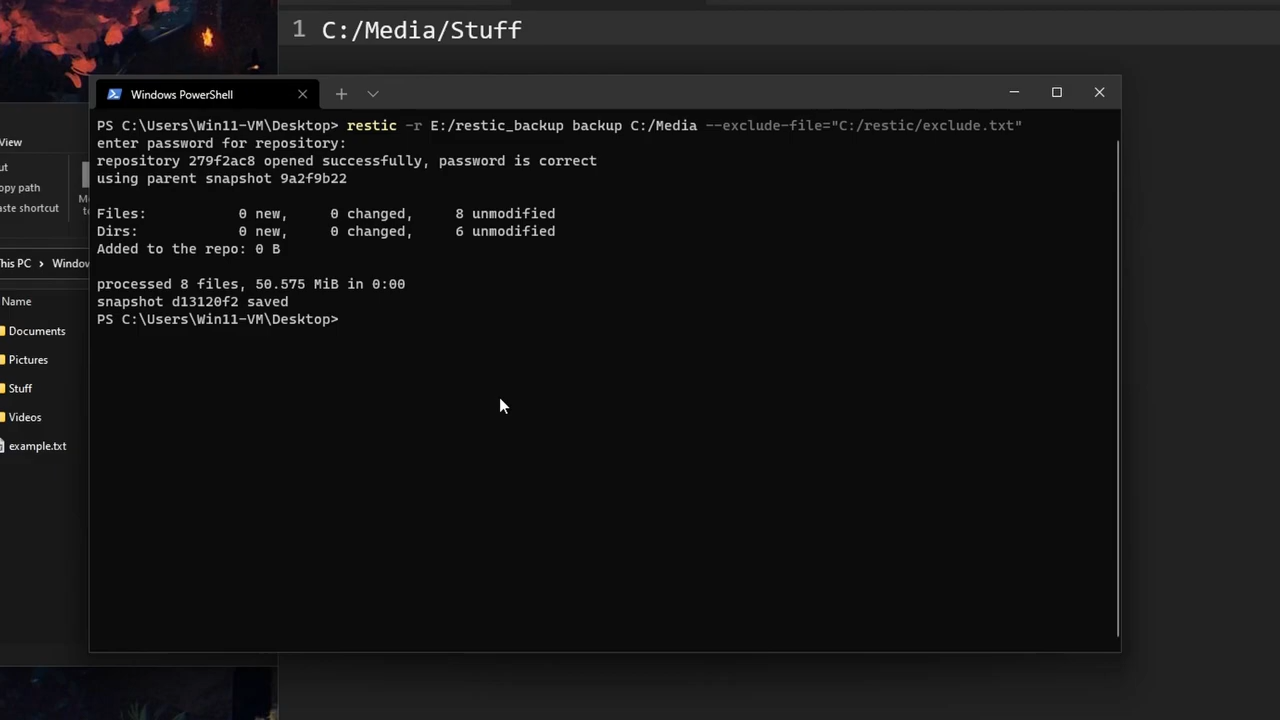 1 C:/Media/Stuff
Windows PowerShell
PS C:\Users\Win11-VM\Desktop> restic -r E:/restic_backup backup C:/Media --exclude-file="C:/restic/exclude.txt"
enter password for repository:
repository 279f2ac8 opened successfully, password is correct
using parent snapshot 9a2f9b22
Files: 0 new, 0 changed, 8 unmodified
Dirs: 0 new, 0 changed, 6 unmodified
Added to the repo: 0 B
processed 8 files, 50.575 MiB in 0:00
snapshot d13120f2 saved
PS C:\Users\Win11-VM\Desktop>
View
ut
opy path
aste shortcut
his PC > Window
Name
Documents
Pictures
Stuff
Videos
example.txt